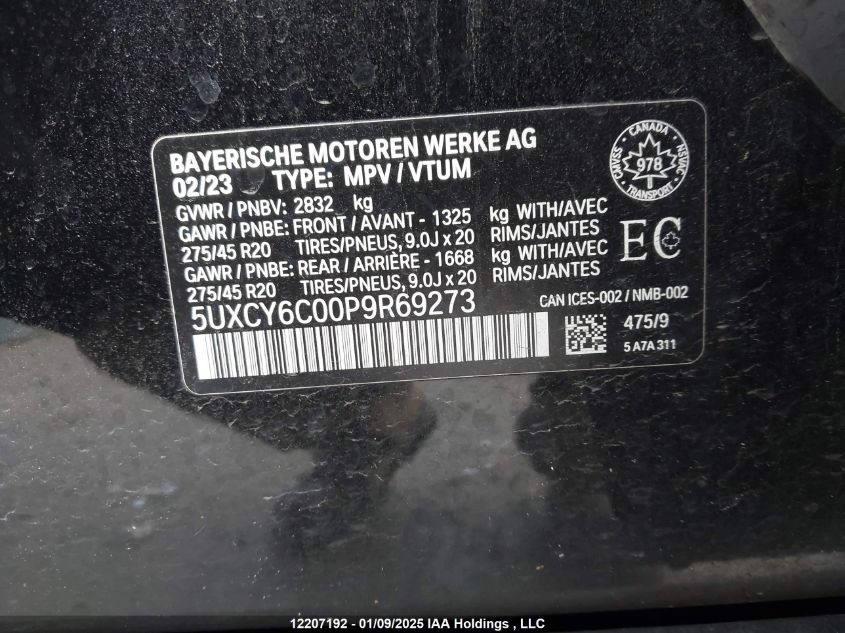 BAYERISCHE MOTOREN WERKE AG
02/23 TYPE: MPV / VTUM
GVWR / PNBV: 2832 kg
GAWR / PNBE: FRONT / AVANT - 1325 kg WITH/AVEC
275/45 R20 TIRES/PNEUS, 9.0J x 20 RIMS/JANTES
GAWR / PNBE: REAR / ARRIÈRE - 1668 kg WITH/AVEC
275/45 R20 TIRES/PNEUS, 9.0J x 20 RIMS/JANTES
5UXCY6C00P9R69273
CANADA
978
TRANSPORT
CMVSS
NSVAC
EC
CAN ICES-002 / NMB-002
475/9
5 A7A 311
12207192 - 01/09/2025 IAA Holdings , LLC